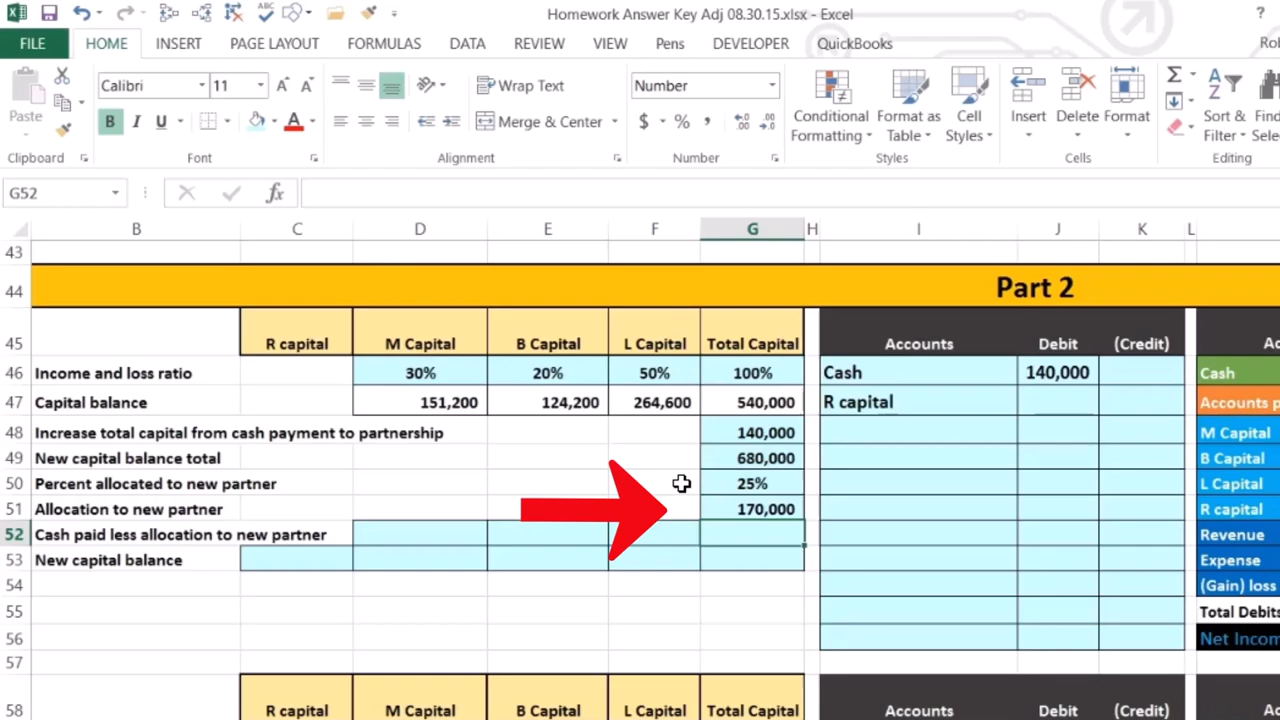 Homework Answer Key Adj 08.30.15.xlsx - Excel ?
FILE HOME INSERT PAGE LAYOUT FORMULAS DATA REVIEW VIEW Pens DEVELOPER QuickBooks
Calibri 11 Wrap Text Number
Paste B I U Merge & Center $ % Conditional Formatting Format as Table Cell Styles Insert Delete Format Sort & Filter
Clipboard Font Alignment Number Styles Cells Editing
G52 fx
B C D E F G H I J K L
43
44 Part 2
45 R capital M Capital B Capital L Capital Total Capital Accounts Debit (Credit)
46 Income and loss ratio 30% 20% 50% 100% Cash 140,000 Cash
47 Capital balance 151,200 124,200 264,600 540,000 R capital Accounts p
48 Increase total capital from cash payment to partnership 140,000 M Capital
49 New capital balance total 680,000 B Capital
50 Percent allocated to new partner 25% L Capital
51 Allocation to new partner 170,000 R capital
52 Cash paid less allocation to new partner Revenue
53 New capital balance Expense
54 (Gain) loss
55 Total Debits
56 Net Incom
57
58 R capital M Capital B Capital L Capital Total Capital Accounts Debit (Credit)